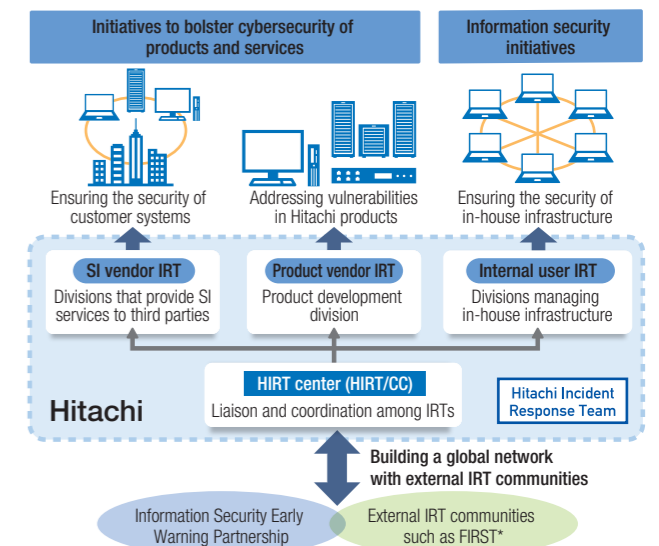 Initiatives to bolster cybersecurity of
products and services
Information security
initiatives
Ensuring the security of
customer systems
Addressing vulnerabilities
in Hitachi products
Ensuring the security of
in-house infrastructure
SI vendor IRT
Divisions that provide SI
services to third parties
Product vendor IRT
Product development
division
Internal user IRT
Divisions managing
in-house infrastructure
HIRT center (HIRT/CC)
Liaison and coordination among IRTs
Hitachi
Hitachi Incident
Response Team
Building a global network
with external IRT communities
Information Security Early
Warning Partnership
External IRT communities
such as FIRST*